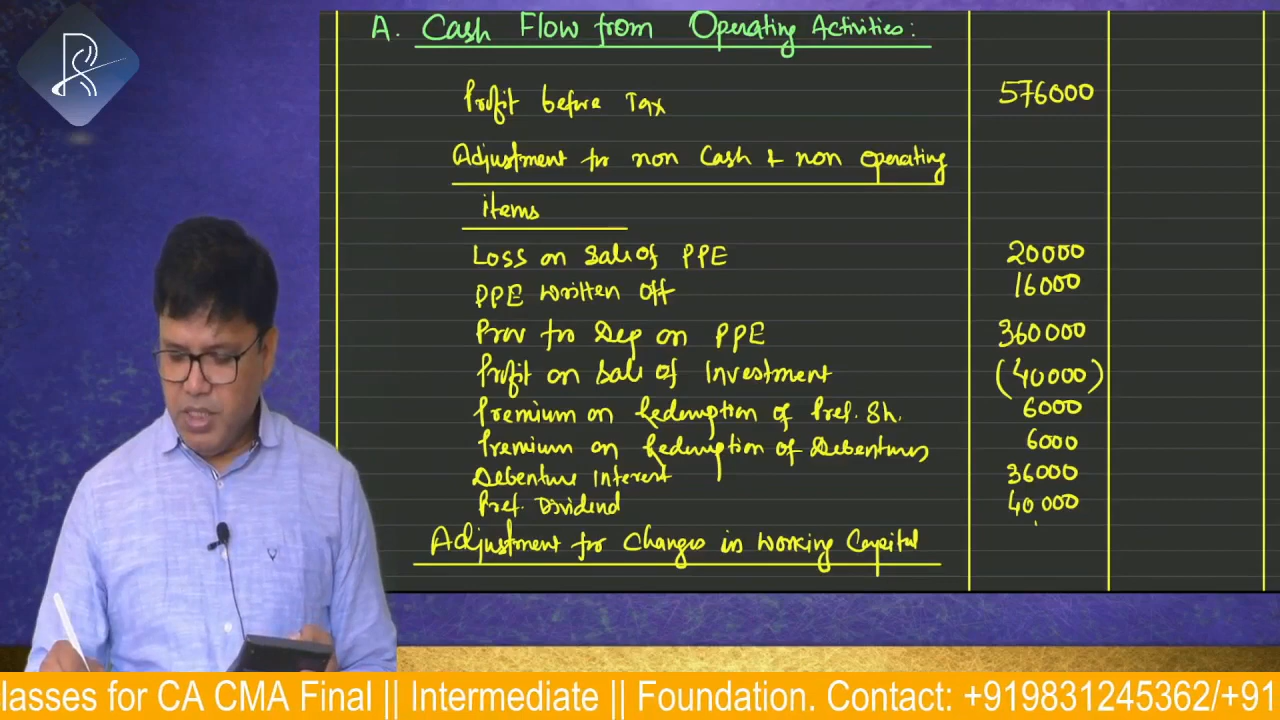 A. Cash Flow from Operating Activities:
Profit before Tax 576000
Adjustment for non Cash & non operating
items
Loss on Sale of PPE 20000
PPE written off 16000
Prov for Dep on PPE 360000
Profit on Sale of Investment (40000)
Premium on Redemption of Pref. Sh. 6000
Premium on Redemption of Debentures 6000
Debenture Interest 36000
Pref. Dividend 40000
Adjustment for Changes in Working Capital
lasses for CA CMA Final || Intermediate || Foundation. Contact: +919831245362/+91